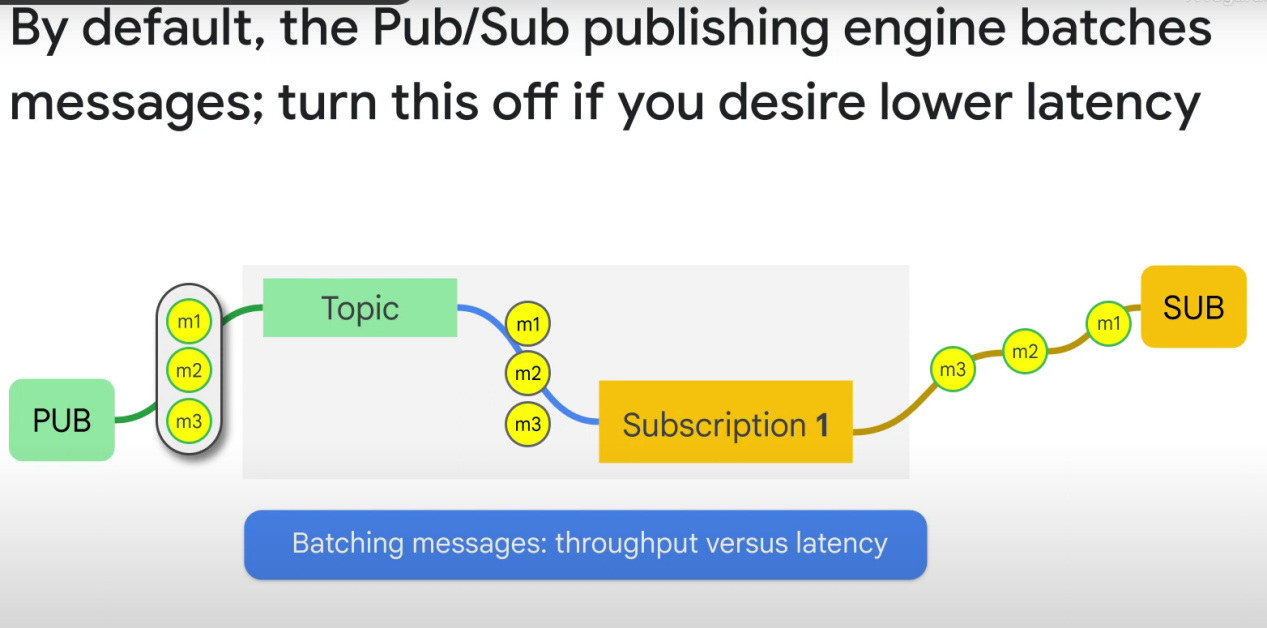 By default, the Pub/Sub publishing engine batches
messages; turn this off if you desire lower latency
PUB
m1
m2
m3
Topic
m1
m2
m3
Subscription 1
m3
m2
m1
SUB
Batching messages: throughput versus latency